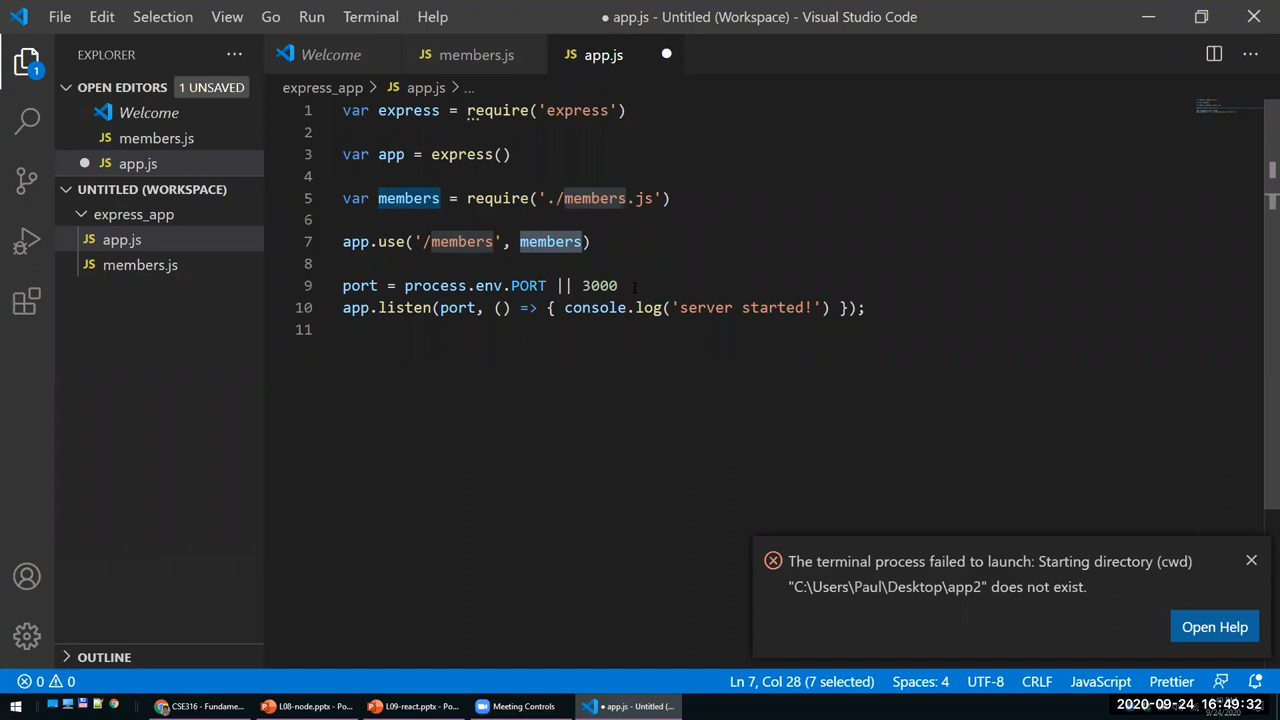 File Edit Selection View Go Run Terminal Help
● app.js - Untitled (Workspace) - Visual Studio Code
EXPLORER
Welcome
JS members.js
JS app.js
OPEN EDITORS
1 UNSAVED
Welcome
JS members.js
JS app.js
UNTITLED (WORKSPACE)
express_app
JS app.js
JS members.js
OUTLINE
1
express_app > JS app.js > ...
1 var express = require('express')
2
3 var app = express()
4
5 var members = require('./members.js')
6
7 app.use('/members', members)
8
9 port = process.env.PORT || 3000
10 app.listen(port, () => { console.log('server started!') });
11
The terminal process failed to launch: Starting directory (cwd)
"C:\Users\Paul\Desktop\app2" does not exist.
Open Help
0 0
Ln 7, Col 28 (7 selected)
Spaces: 4
UTF-8
CRLF
JavaScript
Prettier
CSE316 - Fundame...
L08-node.pptx - Po...
L09-react.pptx - Po...
Meeting Controls
● app.js - Untitled (...
2020-09-24 16:49:32